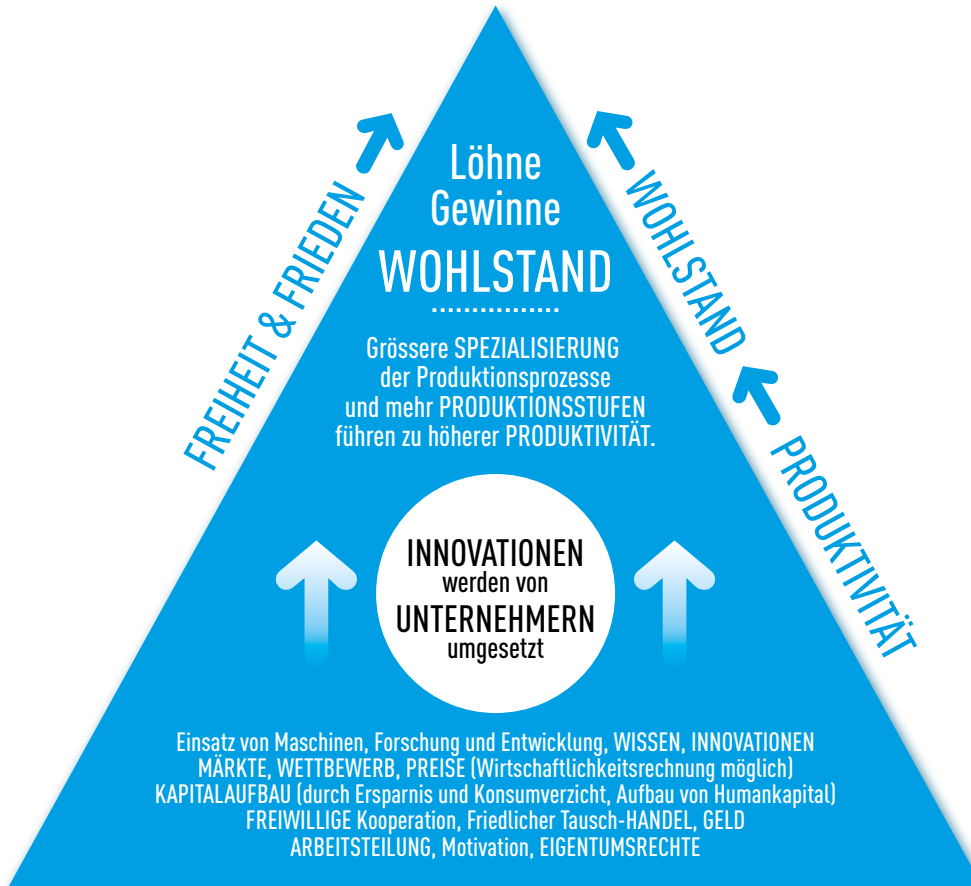 Löhne
Gewinne
WOHLSTAND
FREIHEIT & FRIEDEN
WOHLSTAND
PRODUKTIVITÄT
Grössere SPEZIALISIERUNG
der Produktionsprozesse
und mehr PRODUKTIONSSTUFEN
führen zu höherer PRODUKTIVITÄT.
INNOVATIONEN
werden von
UNTERNEHMERN
umgesetzt
Einsatz von Maschinen, Forschung und Entwicklung, WISSEN, INNOVATIONEN
MÄRKTE, WETTBEWERB, PREISE (Wirtschaftlichkeitsrechnung möglich)
KAPITALAUFBAU (durch Ersparnis und Konsumverzicht, Aufbau von Humankapital)
FREIWILLIGE Kooperation, Friedlicher Tausch-HANDEL, GELD
ARBEITSTEILUNG, Motivation, EIGENTUMSRECHTE